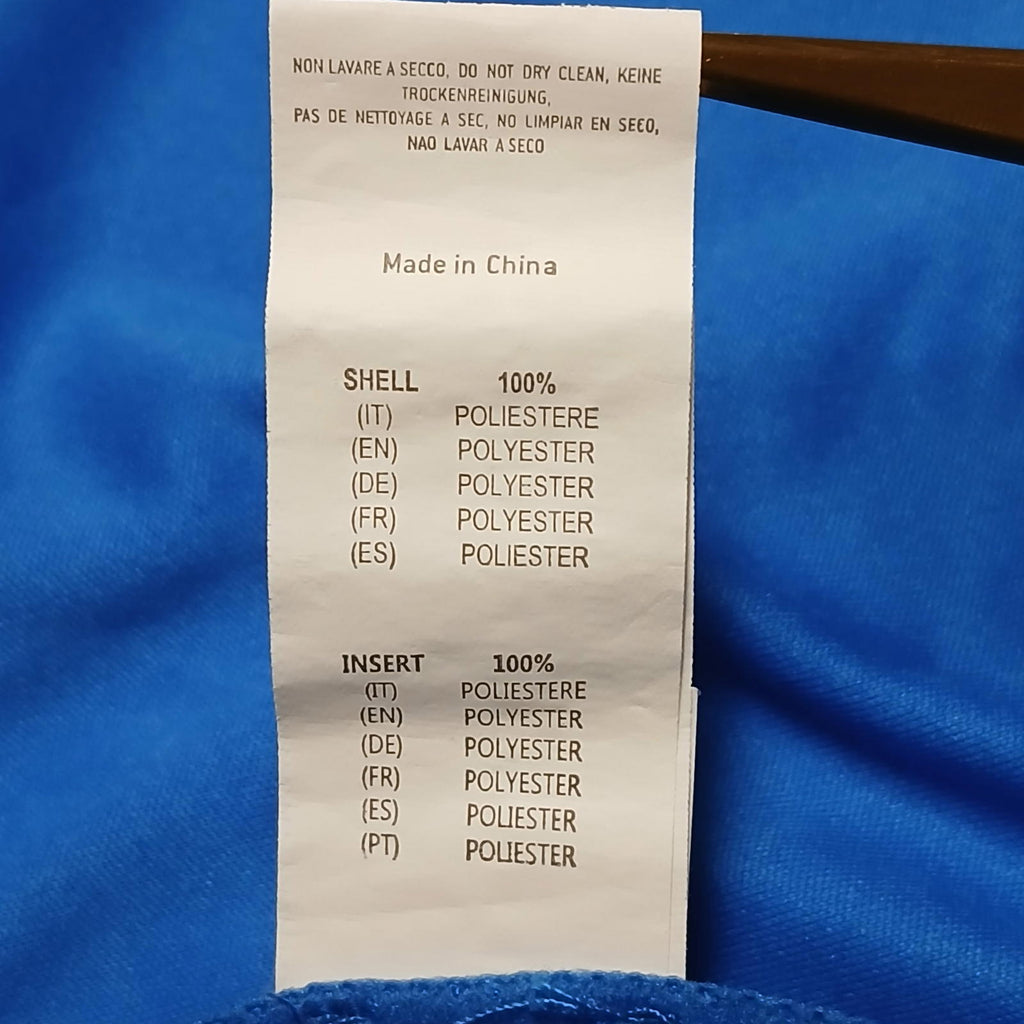 NON LAVARE A SECCO, DO NOT DRY CLEAN, KEINE
TROCKENREINIGUNG,
PAS DE NETTOYAGE A SEC, NO LIMPIAR EN SECO,
NAO LAVAR A SECO
Made in China
SHELL 100%
(IT) POLIESTERE
(EN) POLYESTER
(DE) POLYESTER
(FR) POLYESTER
(ES) POLIESTER
INSERT 100%
(IT) POLIESTERE
(EN) POLYESTER
(DE) POLYESTER
(FR) POLYESTER
(ES) POLIESTER
(PT) POLIESTER